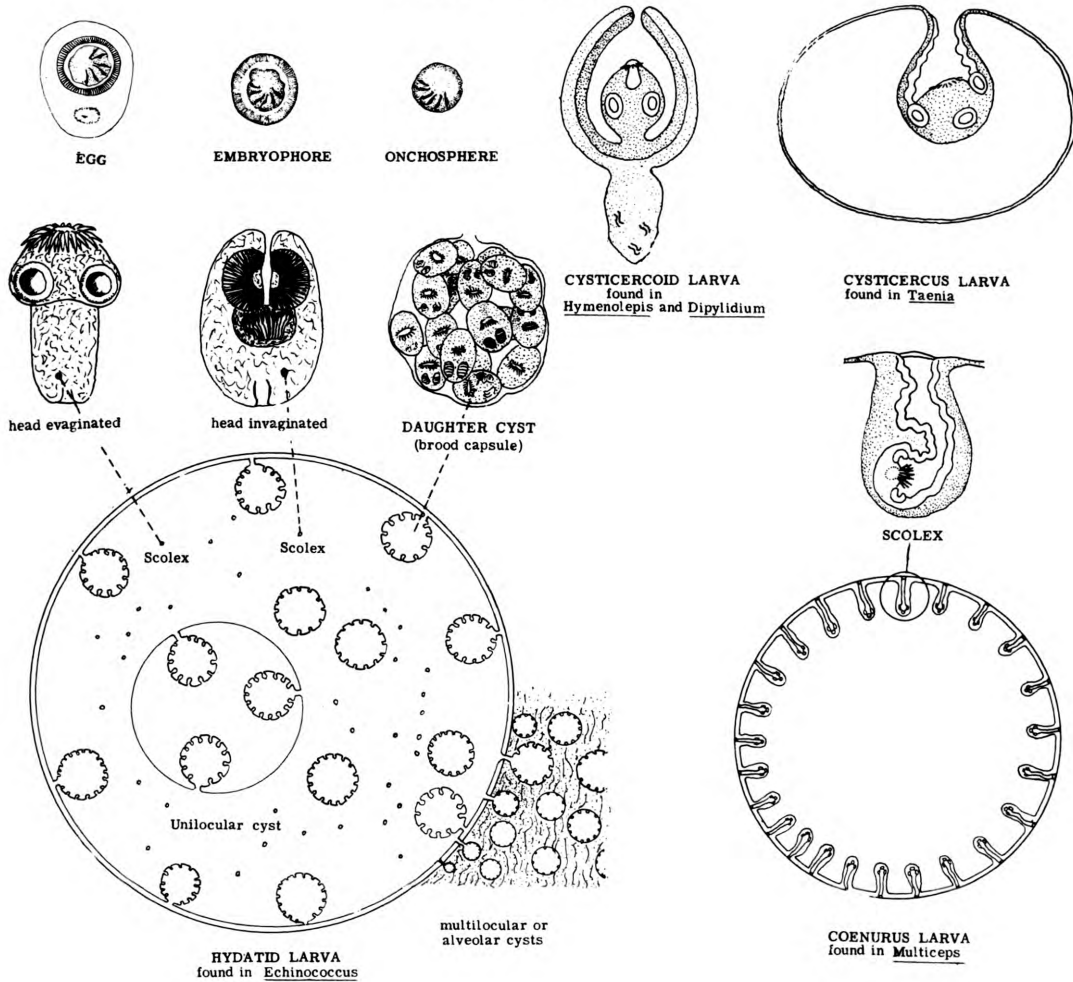 EGG
EMBRYOPHORE
ONCHOSPHERE
CYSTICERCOID LARVA
found in
Hymenolepis and Dipylidium
CYSTICERCUS LARVA
found in Taenia
head evaginated
head invaginated
DAUGHTER CYST
(brood capsule)
SCOLEX
Scolex
Scolex
Unilocular cyst
multilocular or
alveolar cysts
HYDATID LARVA
found in Echinococcus
COENURUS LARVA
found in Multiceps